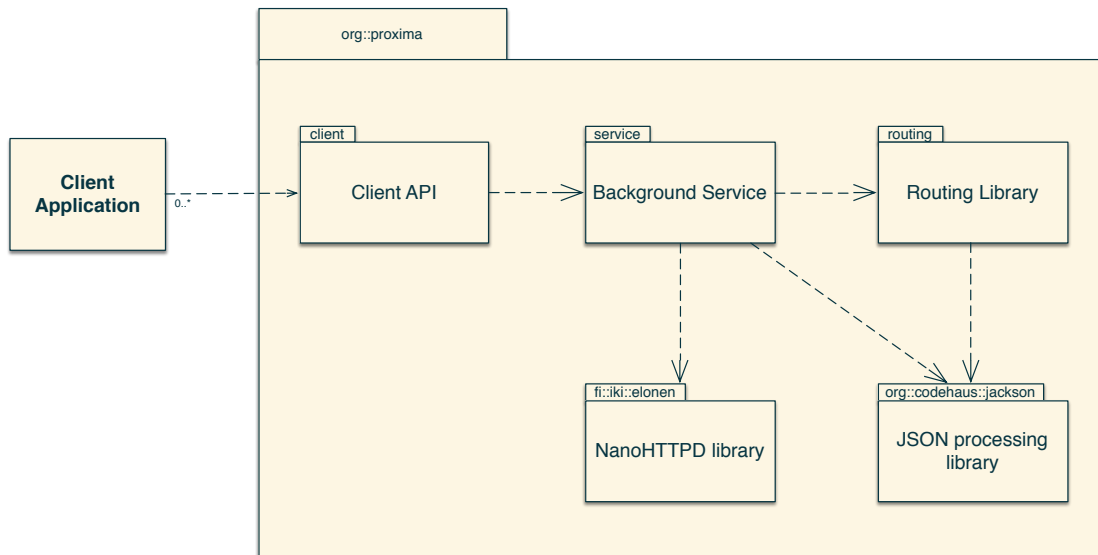 org::proxima
client
service
routing
Client
Application
0..*
Client API
Background Service
Routing Library
fi::iki::elonen
org::codehaus::jackson
NanoHTTPD library
JSON processing
library